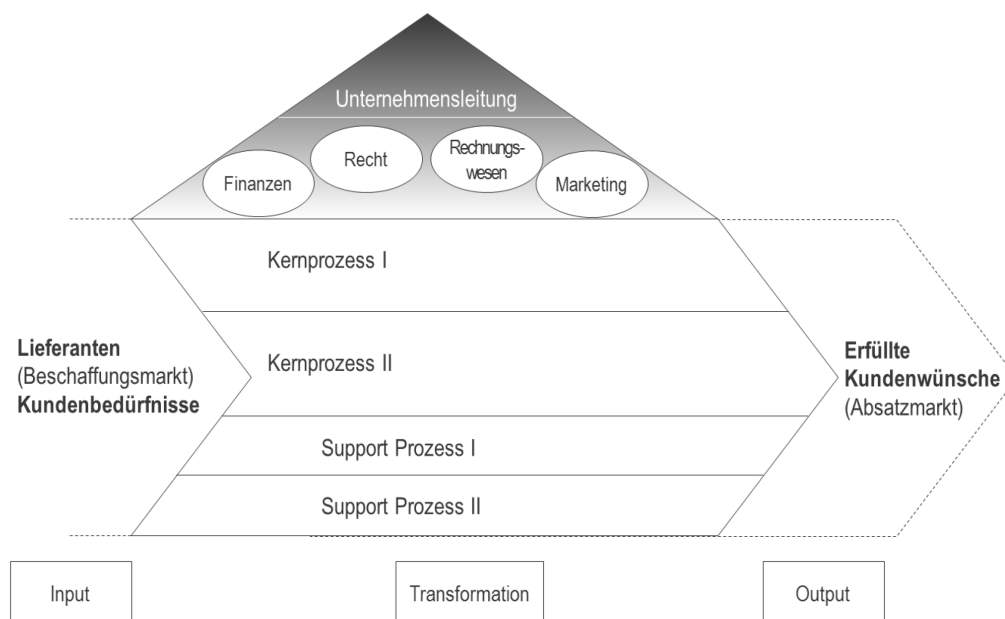 Unternehmensleitung
Finanzen
Recht
Rechnungs-
wesen
Marketing
Kernprozess I
Kernprozess II
Support Prozess I
Support Prozess II
Lieferanten
(Beschaffungsmarkt)
Kundenbedürfnisse
Erfüllte
Kundenwünsche
(Absatzmarkt)
Input
Transformation
Output